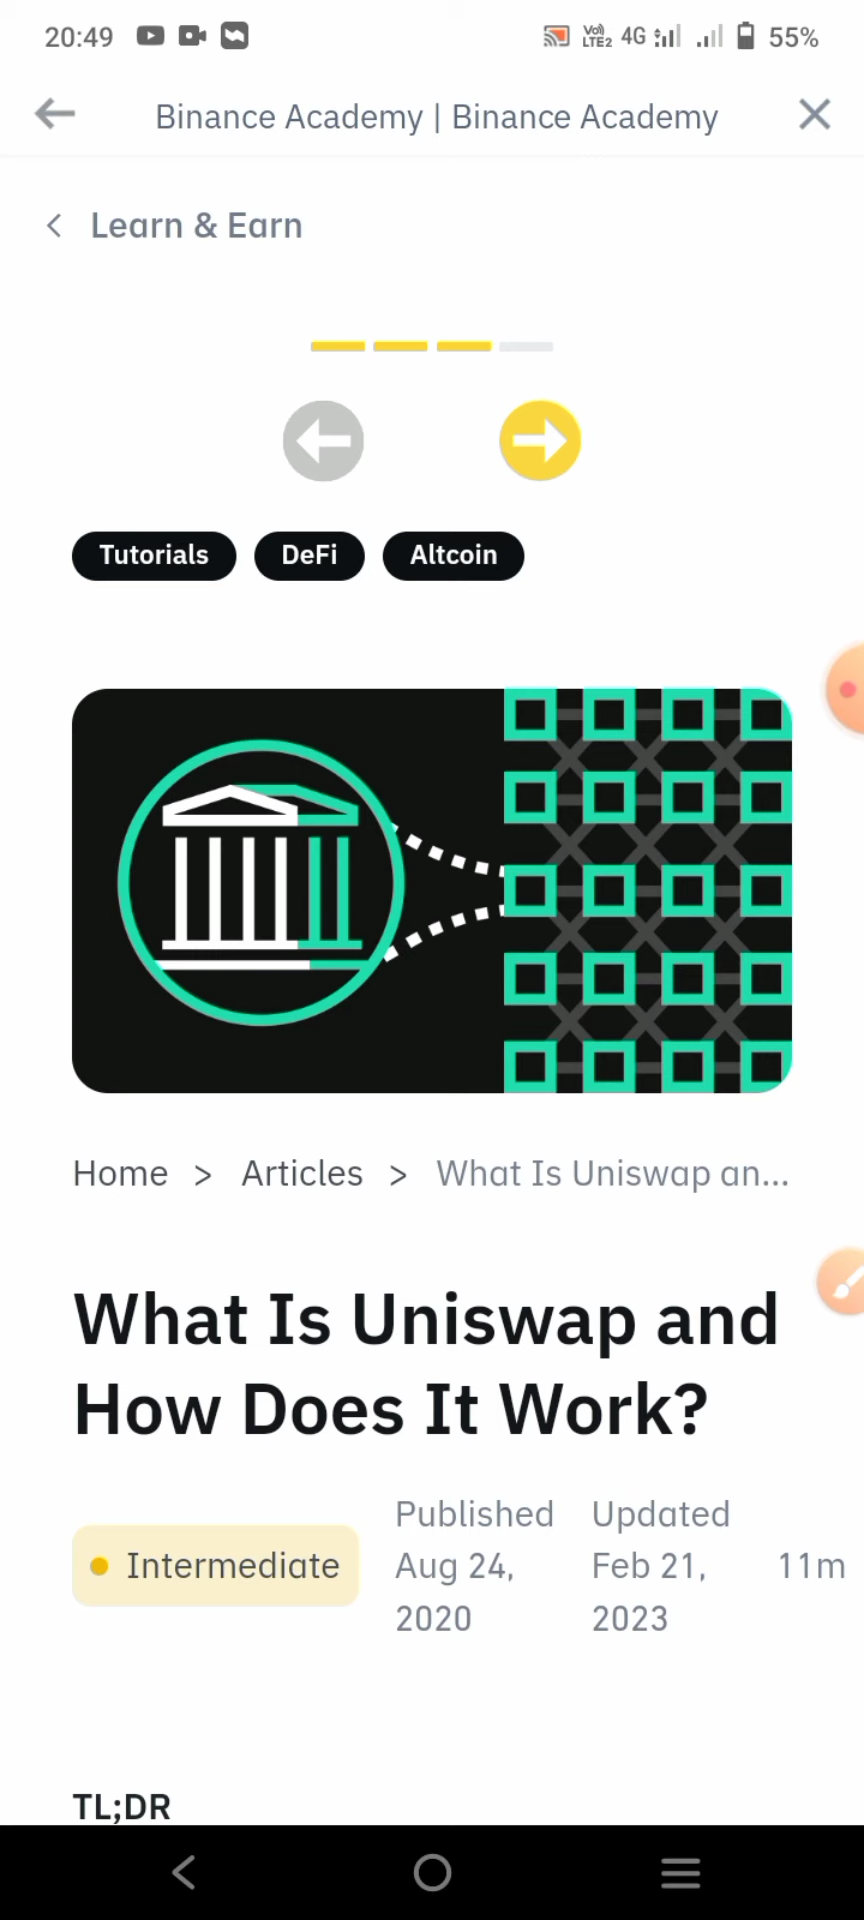 20:49 Vo) LTE2 4G 55%
Binance Academy | Binance Academy
Learn & Earn
Tutorials DeFi Altcoin
Home > Articles > What Is Uniswap an...
What Is Uniswap and
How Does It Work?
Intermediate
Published
Aug 24,
2020
Updated
Feb 21,
2023
11m
TL;DR